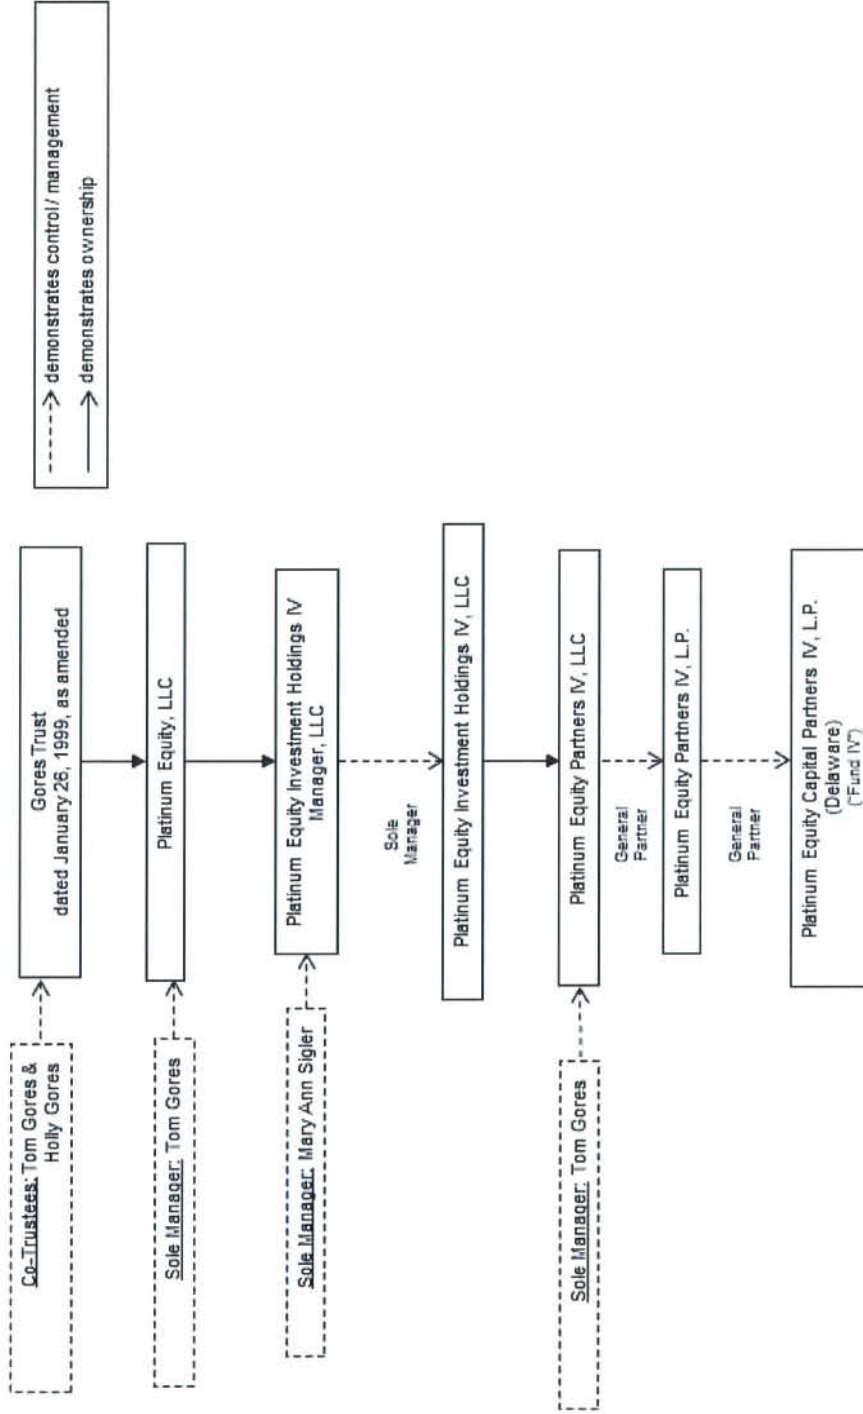 Co-Trustees: Tom Gores &
Holly Gores
Gores Trust
dated January 26, 1999, as amended
demonstrates control / management
demonstrates ownership
Sole Manager: Tom Gores
Platinum Equity, LLC
Sole Manager: Mary Ann Sigler
Platinum Equity Investment Holdings IV
Manager, LLC
Sole
Manager
Platinum Equity Investment Holdings IV, LLC
Sole Manager: Tom Gores
Platinum Equity Partners IV, LLC
General
Partner
Platinum Equity Partners IV, L.P.
General
Partner
Platinum Equity Capital Partners IV, L.P.
(Delaware)
("Fund IV")